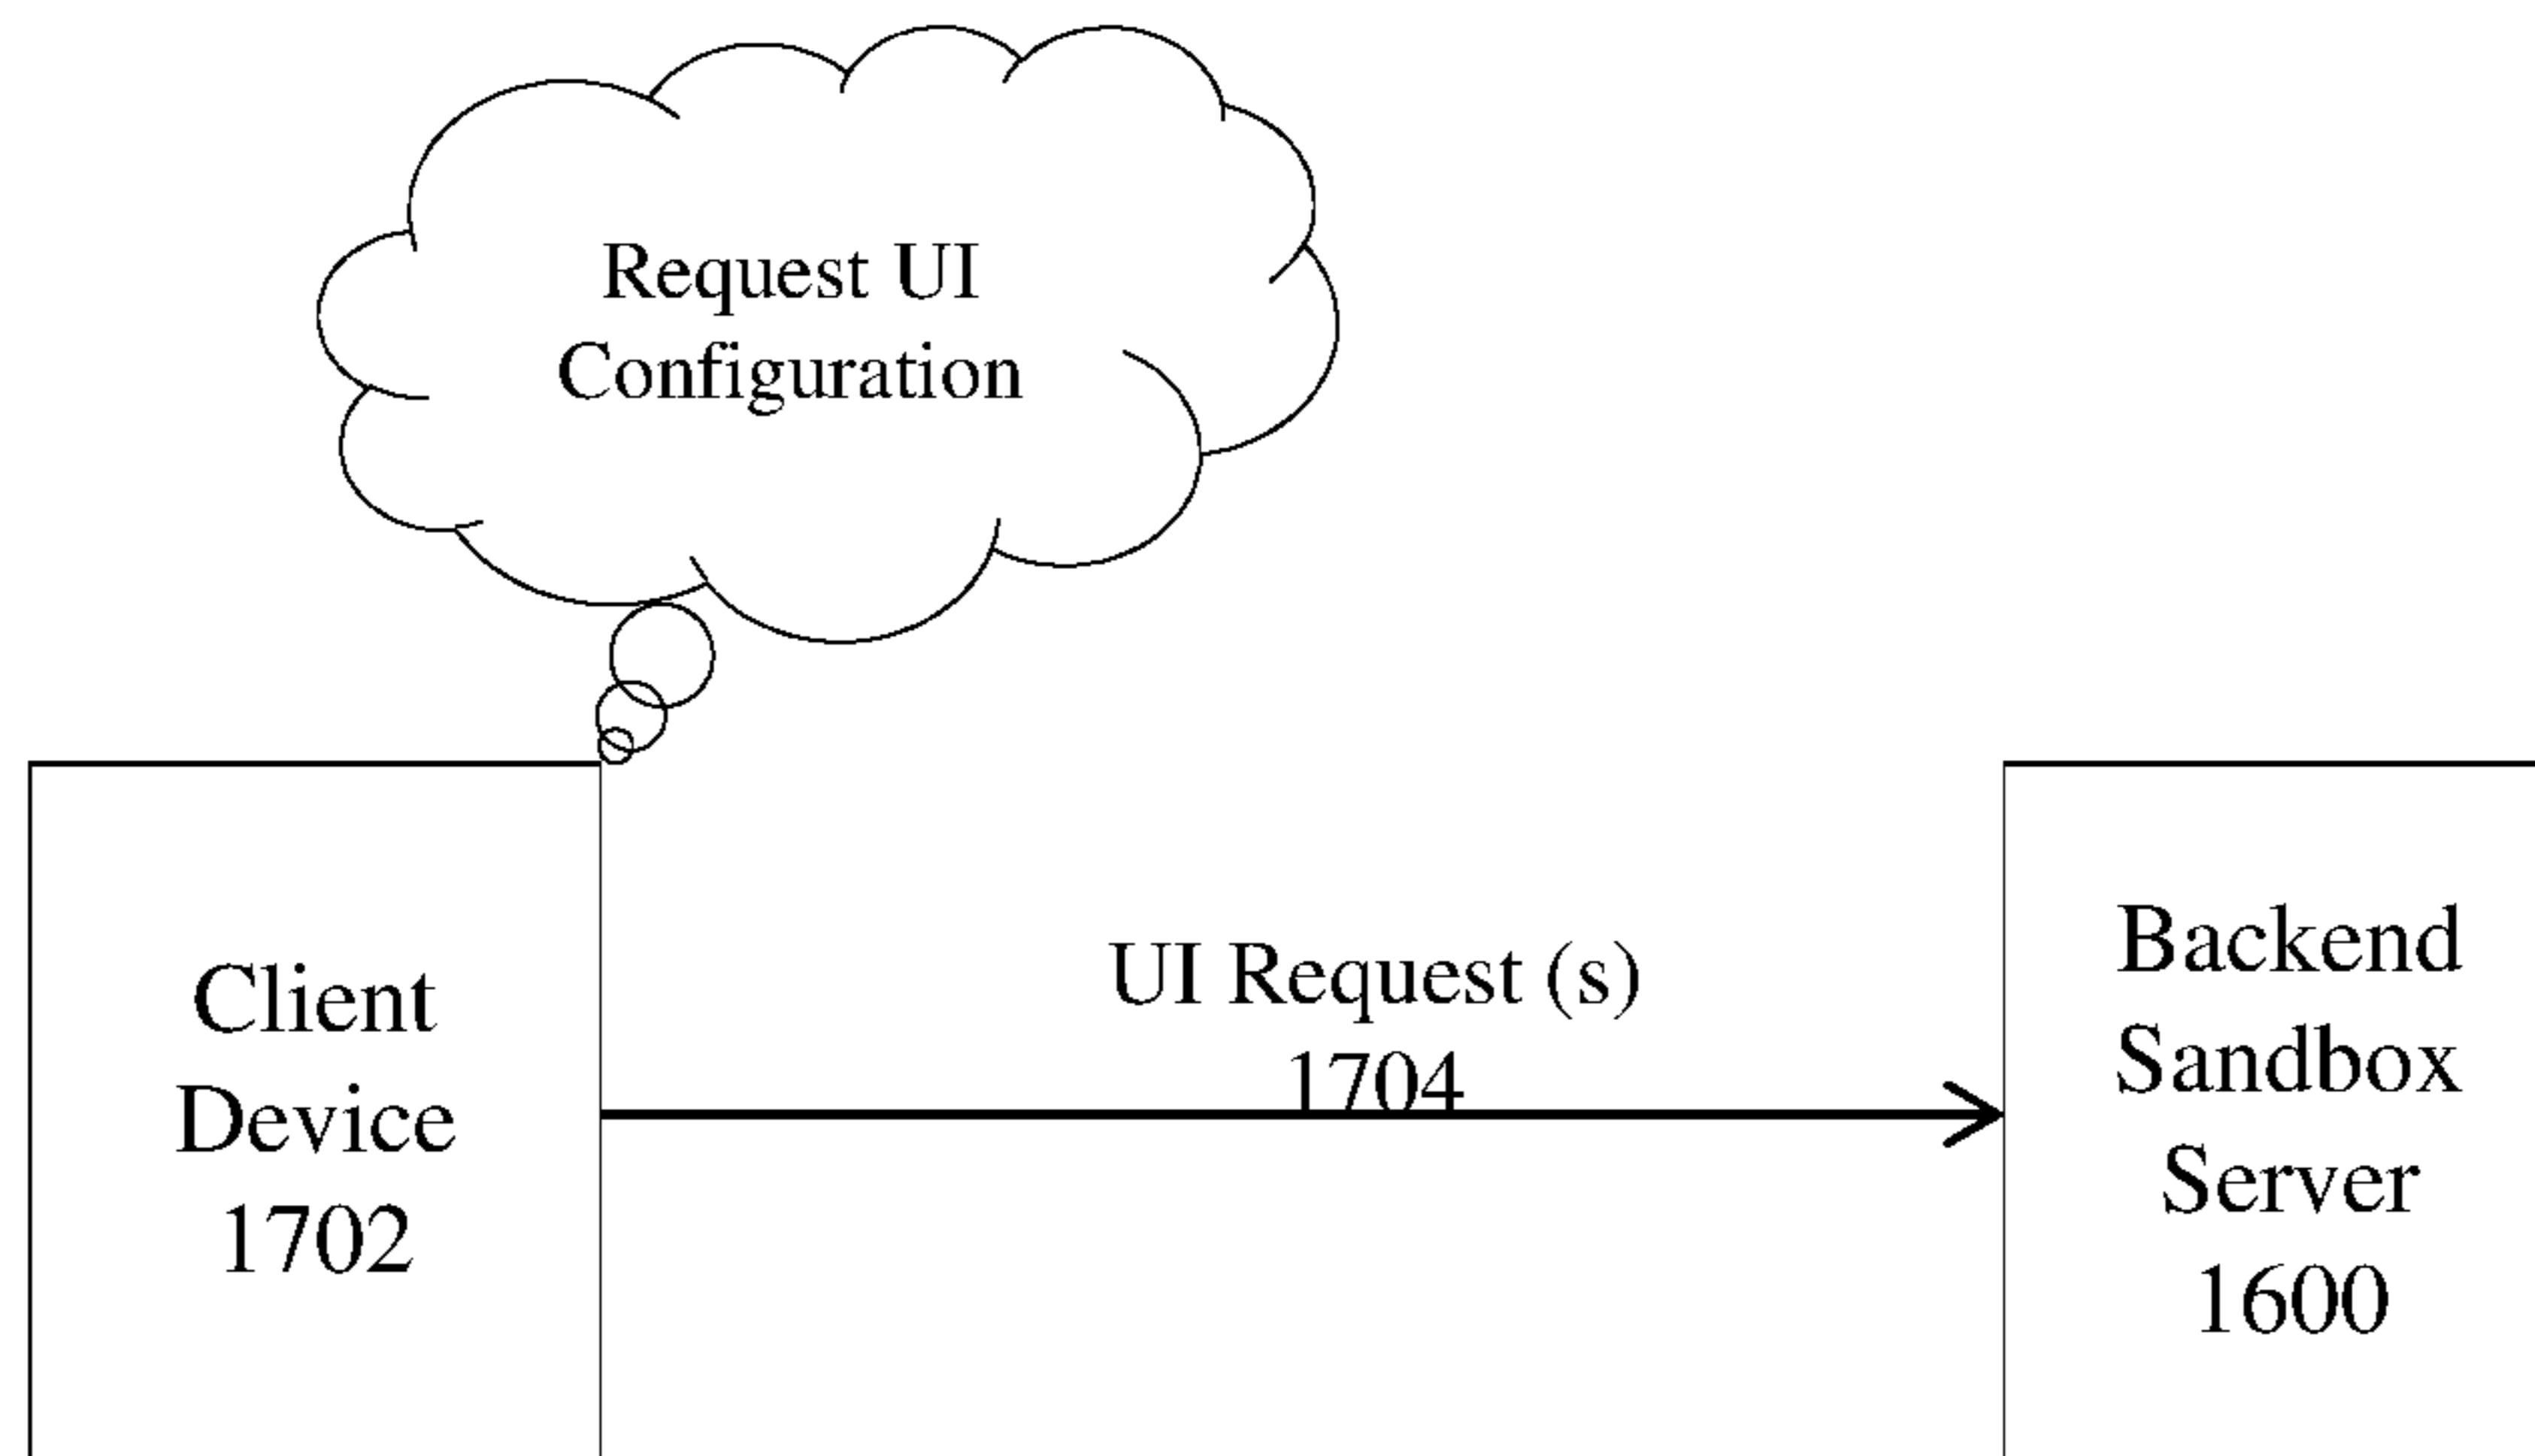 Request UI
Configuration
Client
Device
1702
UI Request (s)
1704
Backend
Sandbox
Server
1600